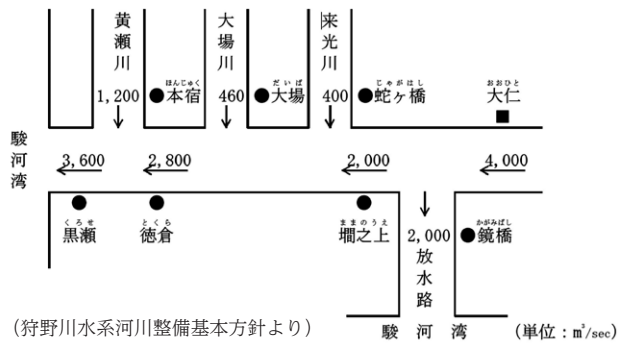 黄瀬川
大場川
来光川
1,200
ほんじゅく
●本宿
460
だいば
●大場
400
じゃがはし
●蛇ヶ橋
おおひと
大仁
■
駿河湾
3,600
2,800
2,000
4,000
くろせ
黒瀬
とくら
徳倉
ままのうえ
墹之上
2,000
放水路
かがみばし
●鏡橋
(狩野川水系河川整備基本方針より)
駿河湾
(単位:㎥/sec)